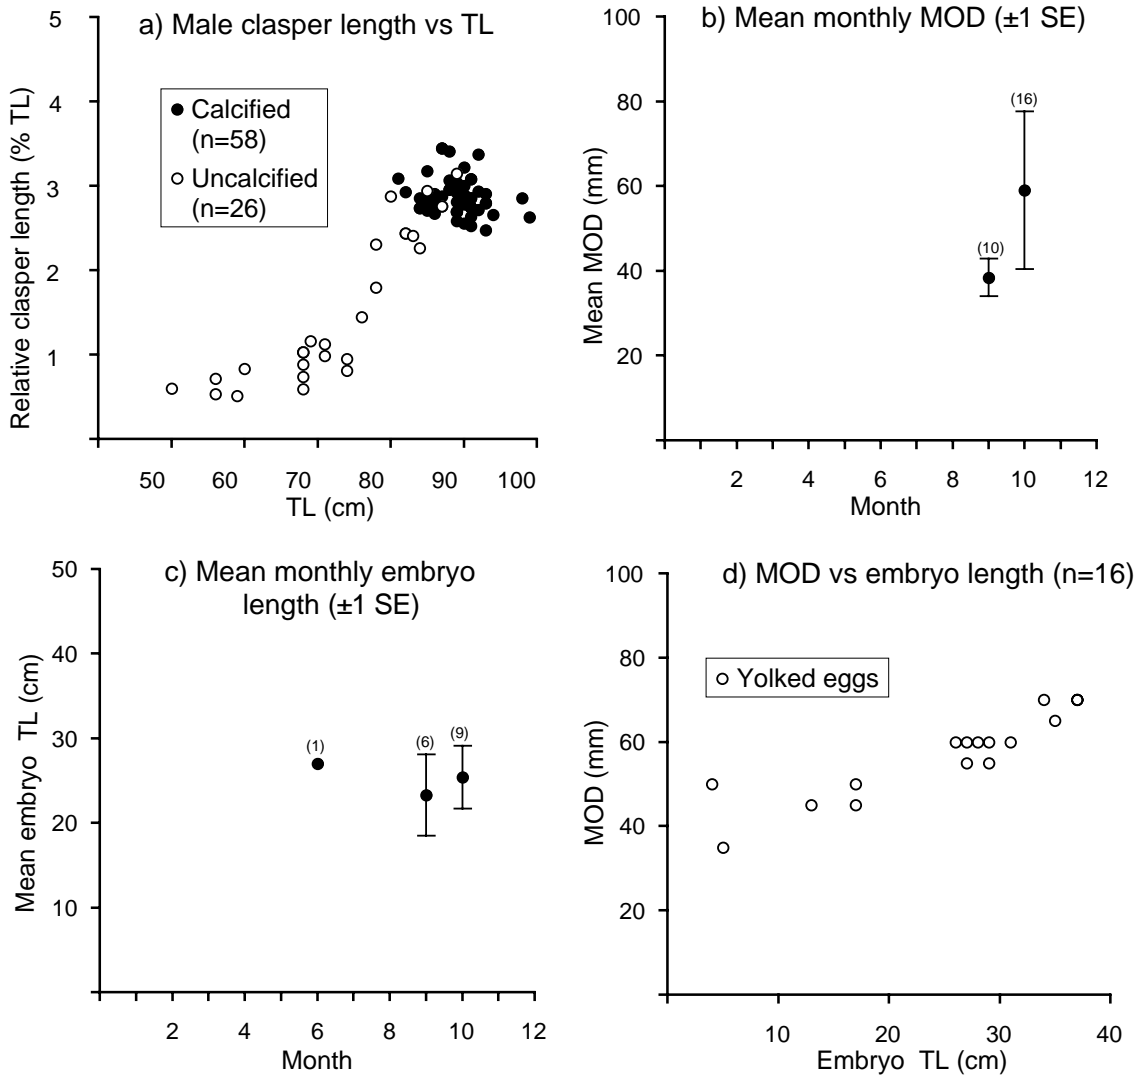 a) Male clasper length vs TL
Relative clasper length (% TL)
5
4
3
2
1
Calcified
(n=58)
Uncalcified
(n=26)
50 60 70 80 90 100
TL (cm)
b) Mean monthly MOD (±1 SE)
Mean MOD (mm)
100
80
60
40
20
(10)
(16)
2 4 6 8 10 12
Month
c) Mean monthly embryo
length (±1 SE)
Mean embryo TL (cm)
50
40
30
20
10
(1)
(6)
(9)
2 4 6 8 10 12
Month
d) MOD vs embryo length (n=16)
MOD (mm)
100
80
60
40
20
Yolked eggs
10 20 30 40
Embryo TL (cm)